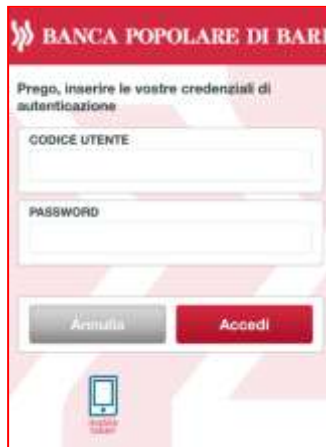 BANCA POPOLARE DI BARI
Prego, inserire le vostre credenziali di
autenticazione
CODICE UTENTE
PASSWORD
Annulla
Accedi